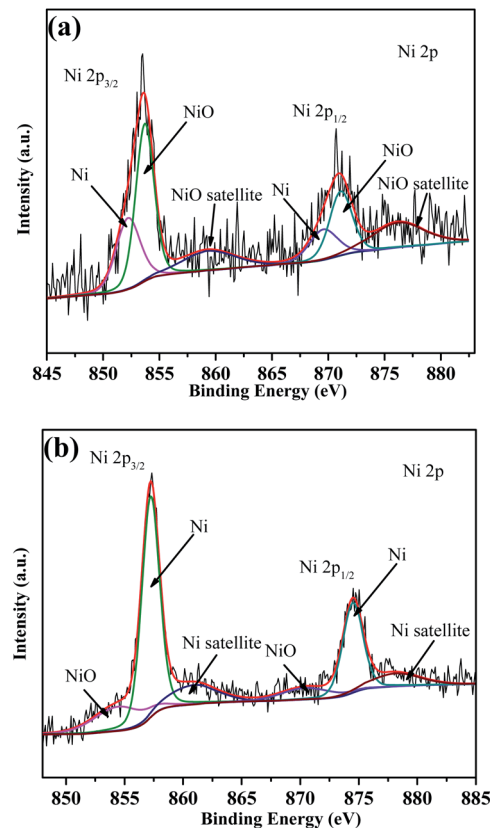 (a)
Ni 2p3/2
Ni 2p
NiO
Ni 2p1/2
NiO
Ni
NiO satellite
Ni
NiO satellite
Intensity (a.u.)
845 850 855 860 865 870 875 880
Binding Energy (eV)
(b)
Ni 2p3/2
Ni 2p
Ni
Ni 2p1/2
Ni
Ni satellite
NiO
Ni satellite
NiO
Intensity (a.u.)
850 855 860 865 870 875 880 885
Binding Energy (eV)